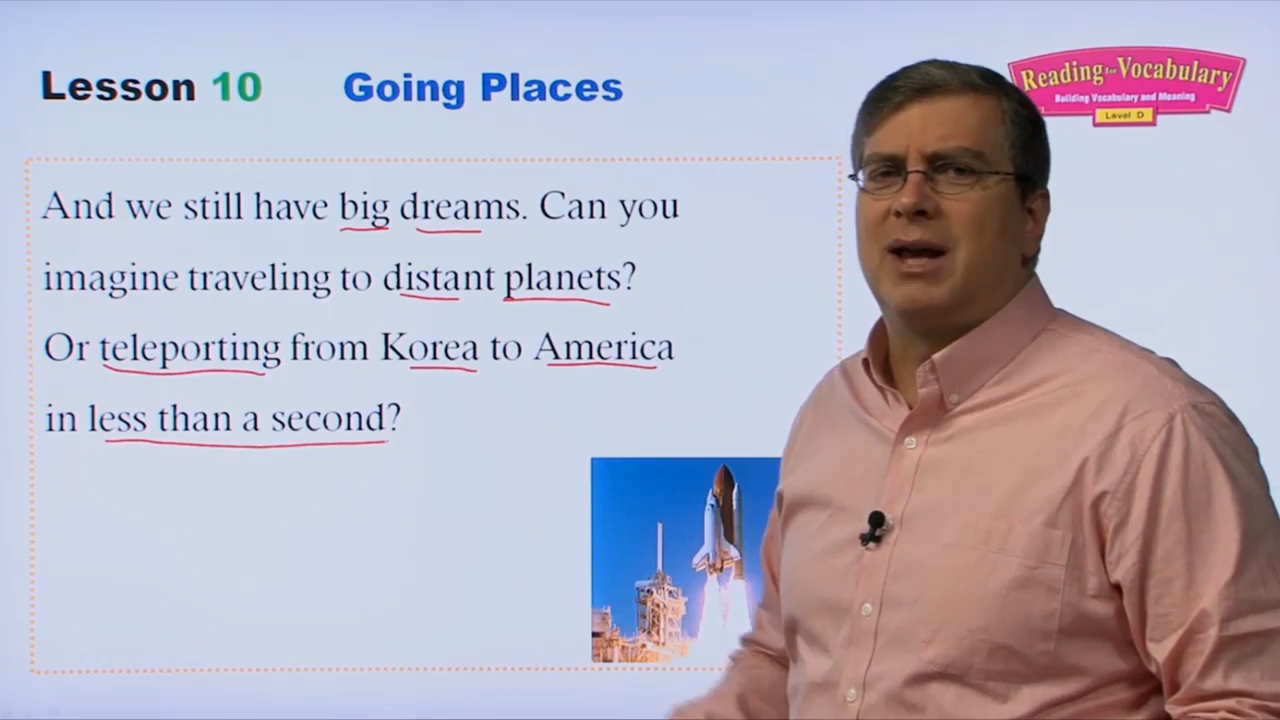 Lesson 10 Going Places
Reading for Vocabulary
Building Vocabulary and Meaning
Level D
And we still have big dreams. Can you
imagine traveling to distant planets?
Or teleporting from Korea to America
in less than a second?